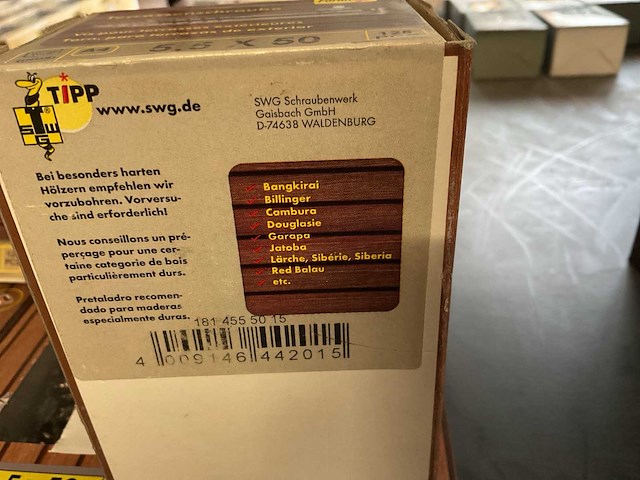 5.5 x 50
TIPP
www.swg.de
SWG
SWG Schraubenwerk
Gaisbach GmbH
D-74638 WALDENBURG
Bei besonders harten
Hölzern empfehlen wir
vorzubohren. Vorversu-
che sind erforderlich!
Nous conseillons un pré-
perçage pour une cer-
taine categorie de bois
particulièrement durs.
Pretaladro recomen-
dado para maderas
especialmente duras.
Bangkirai
Billinger
Cambura
Douglasie
Garapa
Jatoba
Lärche, Sibérie, Siberia
Red Balau
etc.
181 455 50 15
4 009146 442015